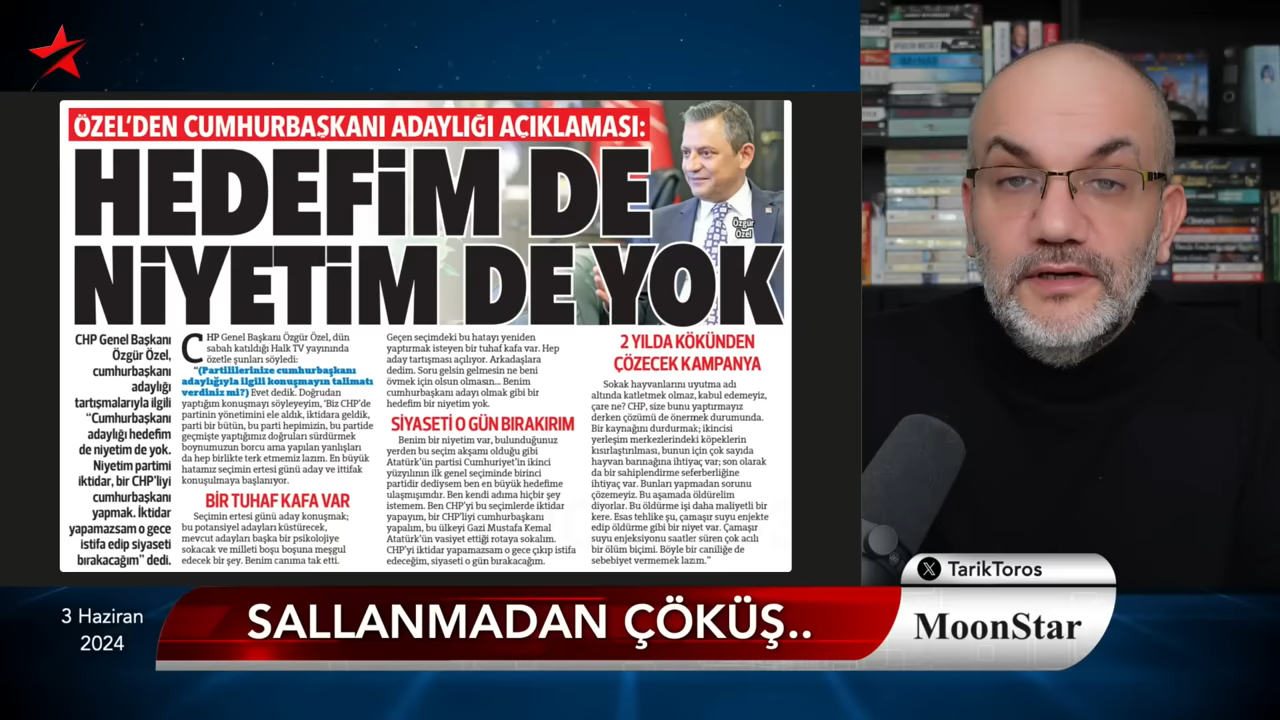 ÖZEL'DEN CUMHURBAŞKANI ADAYLIĞI AÇIKLAMASI:
HEDEFİM DE
NİYETİM DE YOK
Özgür
Özel
CHP Genel Başkanı
Özgür Özel,
cumhurbaşkanı
adaylığı
tartışmalarıyla ilgili
"Cumhurbaşkanı
adaylığı hedefim
de niyetim de yok.
Niyetim partimi
iktidar, bir CHP'liyi
cumhurbaşkanı
yapmak. İktidar
yapamazsam o gece
istifa edip siyaseti
bırakacağım" dedi.
CHP Genel Başkanı Özgür Özel, dün
sabah katıldığı Halk TV yayınında
özetle şunları söyledi:
"(Partililerinize cumhurbaşkanı
adaylığıyla ilgili konuşmayın talimatı
verdiniz mi?) Evet dedik. Doğrudan
yaptığım konuşmayı söyleyeyim, 'Biz CHP'de
partinin yönetimini ele aldık, iktidara geldik,
parti bir bütün, bu parti hepimizin, bu partide
geçmişte yaptığımız doğruları sürdürmek
boynumuzun borcu ama yapılan yanlışları
da hep birlikte terk etmemiz lazım. En büyük
hatamız seçimin ertesi günü aday ve ittifak
konuşulmaya başlanıyor.
BİR TUHAF KAFA VAR
Seçimin ertesi günü aday konuşmak;
bu potansiyel adayları küstürecek,
mevcut adayları başka bir psikolojiye
sokacak ve milleti boşu boşuna meşgul
edecek bir şey. Benim canıma tak etti.
Geçen seçimdeki bu hatayı yeniden
yaptırmak isteyen bir tuhaf kafa var. Hep
aday tartışması açılıyor. Arkadaşlara
dedim. Soru gelsin gelmesin ne beni
övmek için olsun olmasın... Benim
cumhurbaşkanı adayı olmak gibi bir
hedefim bir niyetim yok.
SİYASETİ O GÜN BIRAKIRIM
Benim bir niyetim var, bulunduğunuz
yerden bu seçim akşamı olduğu gibi
Atatürk'ün partisi Cumhuriyet'in ikinci
yüzyılının ilk genel seçiminde birinci
partidir dediysem ben en büyük hedefime
ulaşmışımdır. Ben kendi adıma hiçbir şey
istemem. Ben CHP'yi bu seçimlerde iktidar
yapayım, bir CHP'liyi cumhurbaşkanı
yapalım, bu ülkeyi Gazi Mustafa Kemal
Atatürk'ün vasiyet ettiği rotaya sokalım.
CHP'yi iktidar yapamazsam o gece çıkıp istifa
edeceğim, siyaseti o gün bırakacağım.
2 YILDA KÖKÜNDEN
ÇÖZECEK KAMPANYA
Sokak hayvanlarını uyutma adı
altında katletmek olmaz, kabul edemeyiz,
çare ne? CHP, size bunu yaptırmayız
derken çözümü de önermek durumunda.
Bir kaynağını durdurmak; ikincisi
yerleşim merkezlerindeki köpeklerin
kısırlaştırılması, bunun için çok sayıda
hayvan barınağına ihtiyaç var; son olarak
da bir sahiplendirme seferberliğine
ihtiyaç var. Bunları yapmadan sorunu
çözemeyiz. Bu aşamada öldürelim
diyorlar. Bu öldürme işi daha maliyetli bir
kere. Esas tehlike şu, çamaşır suyu enjekte
edip öldürme gibi bir niyet var. Çamaşır
suyu enjeksiyonu saatler süren çok acılı
bir ölüm biçimi. Böyle bir caniliğe de
sebebiyet vermemek lazım."
X TarikToros
MoonStar
3 Haziran
2024
SALLANMADAN ÇÖKÜŞ..